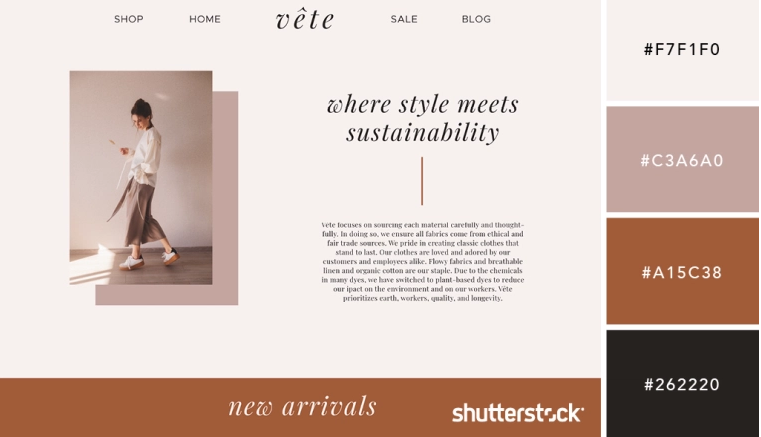 SHOP HOME vête SALE BLOG
where style meets
sustainability
Vête focuses on sourcing each material carefully and thought-
fully. In doing so, we ensure all fabrics come from ethical and
fair trade sources. We pride in creating classic clothes that
stand to last. Our clothes are loved and adored by our
customers and employees alike. Flowy fabrics and breathable
linen and organic cotton are our staple. Due to the chemicals
in many dyes, we have switched to plant-based dyes to reduce
our ipact on the environment and on our workers. Vête
prioritizes earth, workers, quality, and longevity.
new arrivals
shutterstock
#F7F1F0
#C3A6A0
#A15C38
#262220